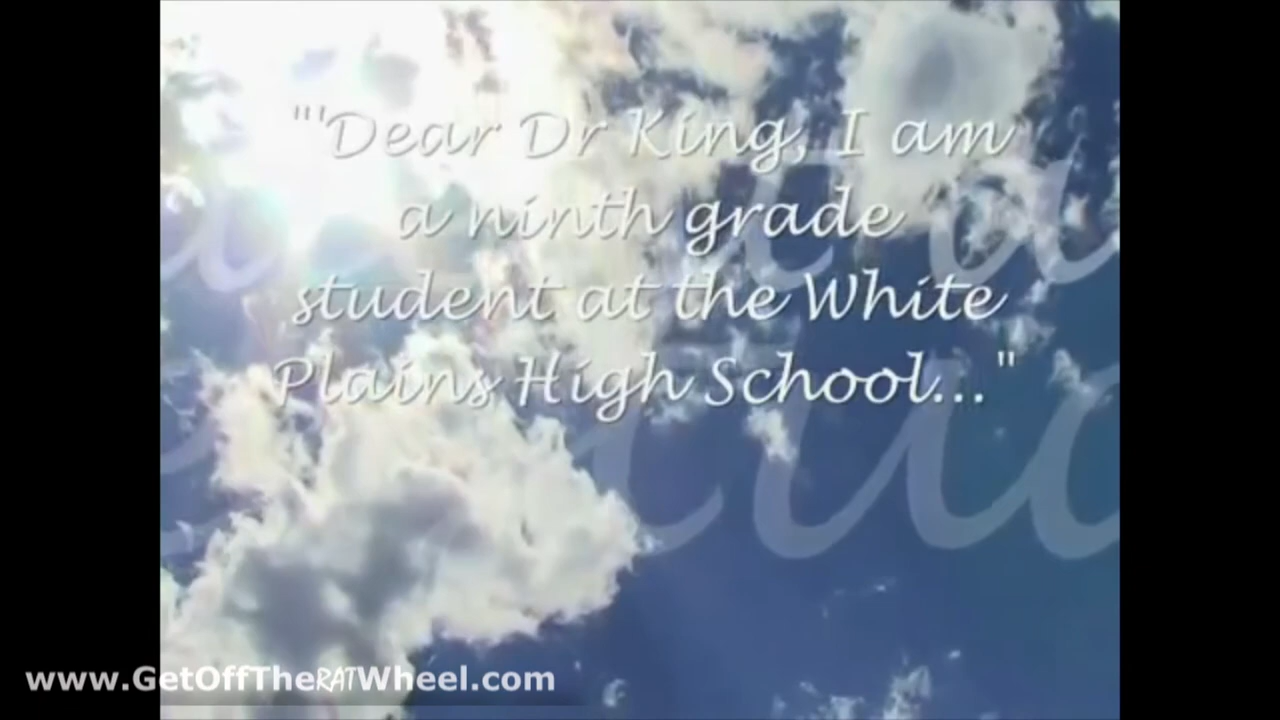 "'Dear Dr King, I am
a ninth grade
student at the White
Plains High School..."
www.GetOffTheRATWheel.com